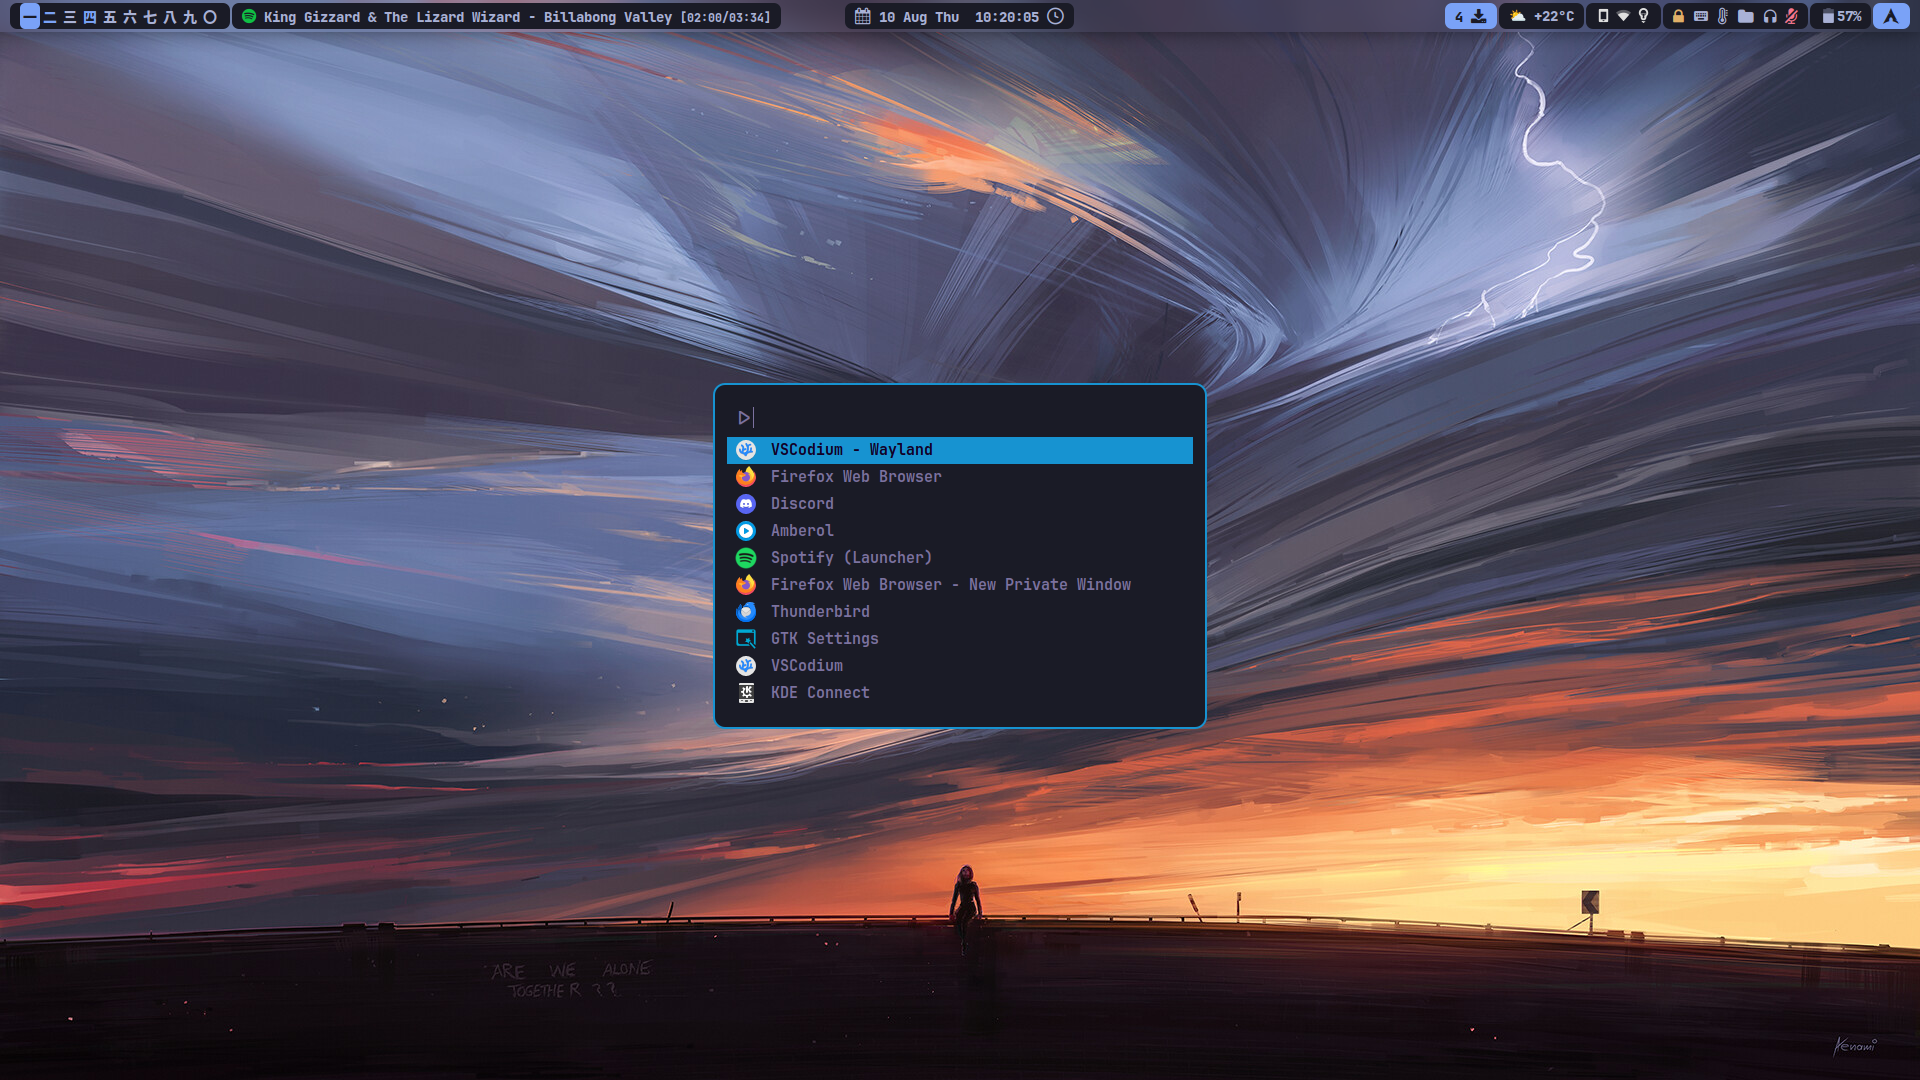 一 二 三 四 五 六 七 八 九 〇
King Gizzard & The Lizard Wizard - Billabong Valley [02:00/03:34]
10 Aug Thu 10:20:05
4
+22°C
57%
VSCodium - Wayland
Firefox Web Browser
Discord
Amberol
Spotify (Launcher)
Firefox Web Browser - New Private Window
Thunderbird
GTK Settings
VSCodium
KDE Connect
ARE WE ALONE
TOGETHER ??
Xenami